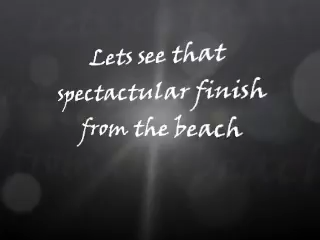 Lets see that
spectactular finish
from the beach